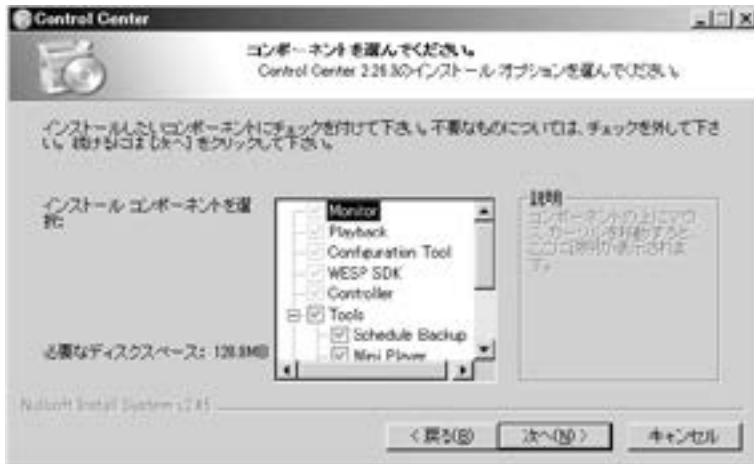 Control Center
コンポーネントを選んでください。
Control Center 2.26.9のインストール オプションを選んでください。
インストールしたいコンポーネントにチェックを付けて下さい。不要なものについては、チェックを外して下さ
い。続けるには [次へ] をクリックして下さい。
インストール コンポーネントを選
択:
Monitor
Playback
Configuration Tool
WESP SDK
Controller
Tools
Schedule Backup
Mini Player
説明
コンポーネントの上にマウ
ス カーソルを移動すると、
ここに説明が表示されま
す。
必要なディスクスペース: 128.8MB
Nullsoft Install System v2.45
< 戻る(B)
次へ(N) >
キャンセル